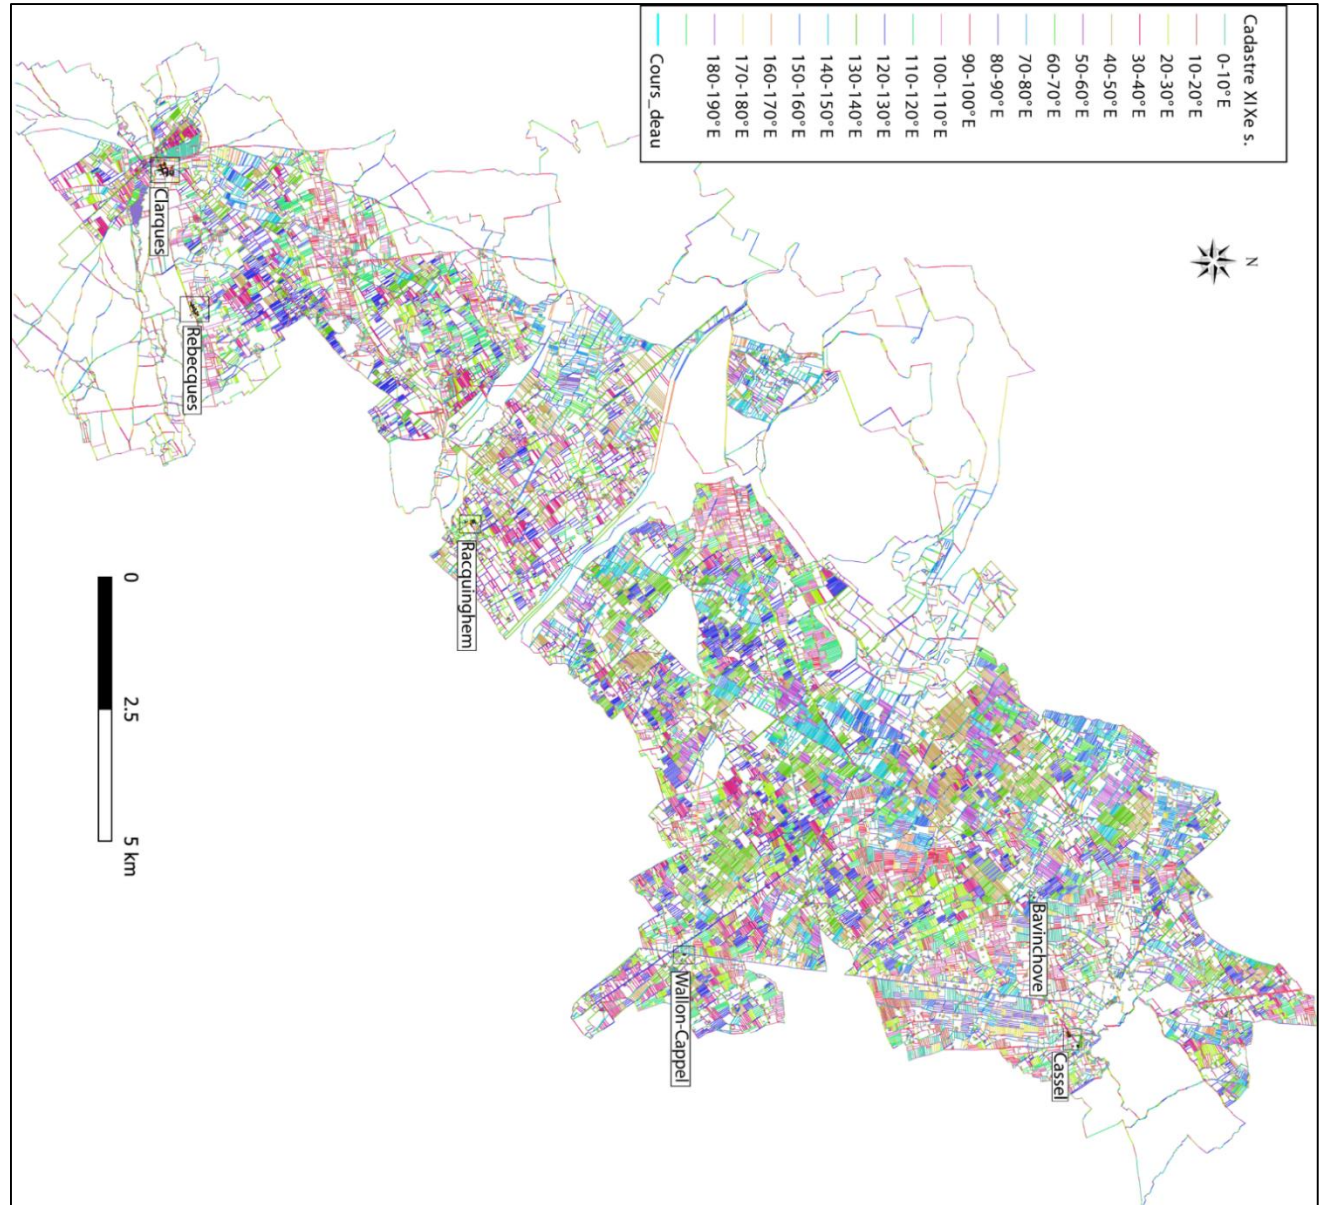 Cadastre XIXe s.
0-10°E
10-20°E
20-30°E
30-40°E
40-50°E
50-60°E
60-70°E
70-80°E
80-90°E
90-100°E
100-110°E
110-120°E
120-130°E
130-140°E
140-150°E
150-160°E
160-170°E
170-180°E
180-190°E
Cours_deau
N
Cassel
Bavinchove
Wallon-Cappel
Racquinghem
Rebecques
Clarques
0
2.5
5 km